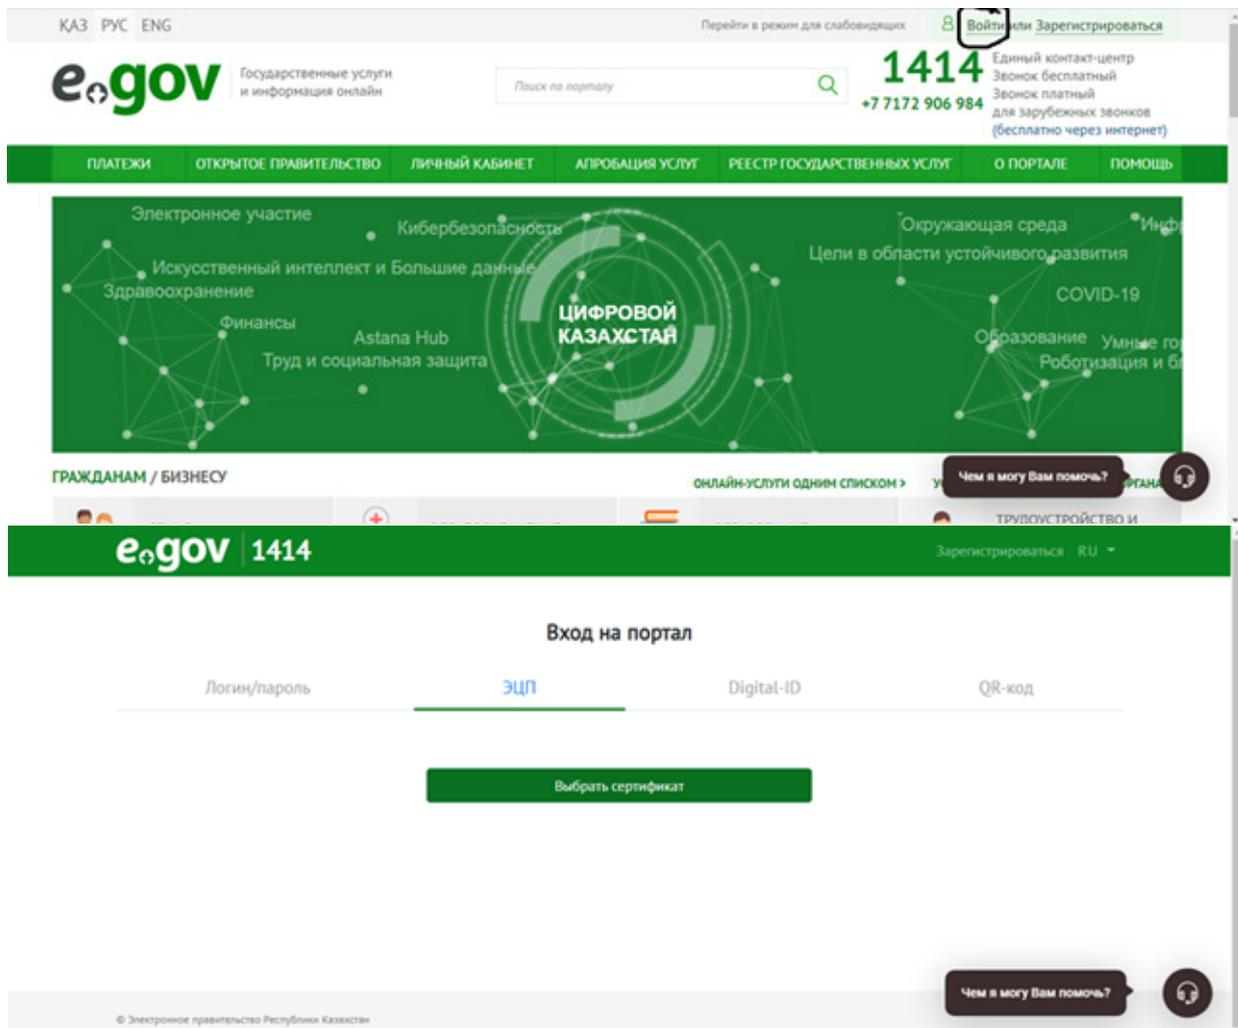 ҚАЗ РУС ENG
Перейти в режим для слабовидящих
Войти или Зарегистрироваться
egov
Государственные услуги
и информация онлайн
Поиск по порталу
1414
+7 7172 906 984
Единый контакт-центр
Звонок бесплатный
Звонок платный
для зарубежных звонков
(бесплатно через интернет)
ПЛАТЕЖИ ОТКРЫТОЕ ПРАВИТЕЛЬСТВО ЛИЧНЫЙ КАБИНЕТ АПРОБАЦИЯ УСЛУГ РЕЕСТР ГОСУДАРСТВЕННЫХ УСЛУГ О ПОРТАЛЕ ПОМОЩЬ
Электронное участие
Кибербезопасность
Искусственный интеллект и Большие данные
Здравоохранение
Финансы
Astana Hub
Труд и социальная защита
ЦИФРОВОЙ
КАЗАХСТАН
Окружающая среда
Цели в области устойчивого развития
COVID-19
Образование
Умные
Роботизация и
ГРАЖДАНАМ / БИЗНЕСУ
ОНЛАЙН-УСЛУГИ ОДНИМ СПИСКОМ >
Чем я могу Вам помочь?
ТРУДОУСТРОЙСТВО И
egov 1414
Зарегистрироваться RU
Вход на портал
Логин/пароль ЭЦП Digital-ID QR-код
Выбрать сертификат
Чем я могу Вам помочь?
© Электронное правительство Республики Казахстан